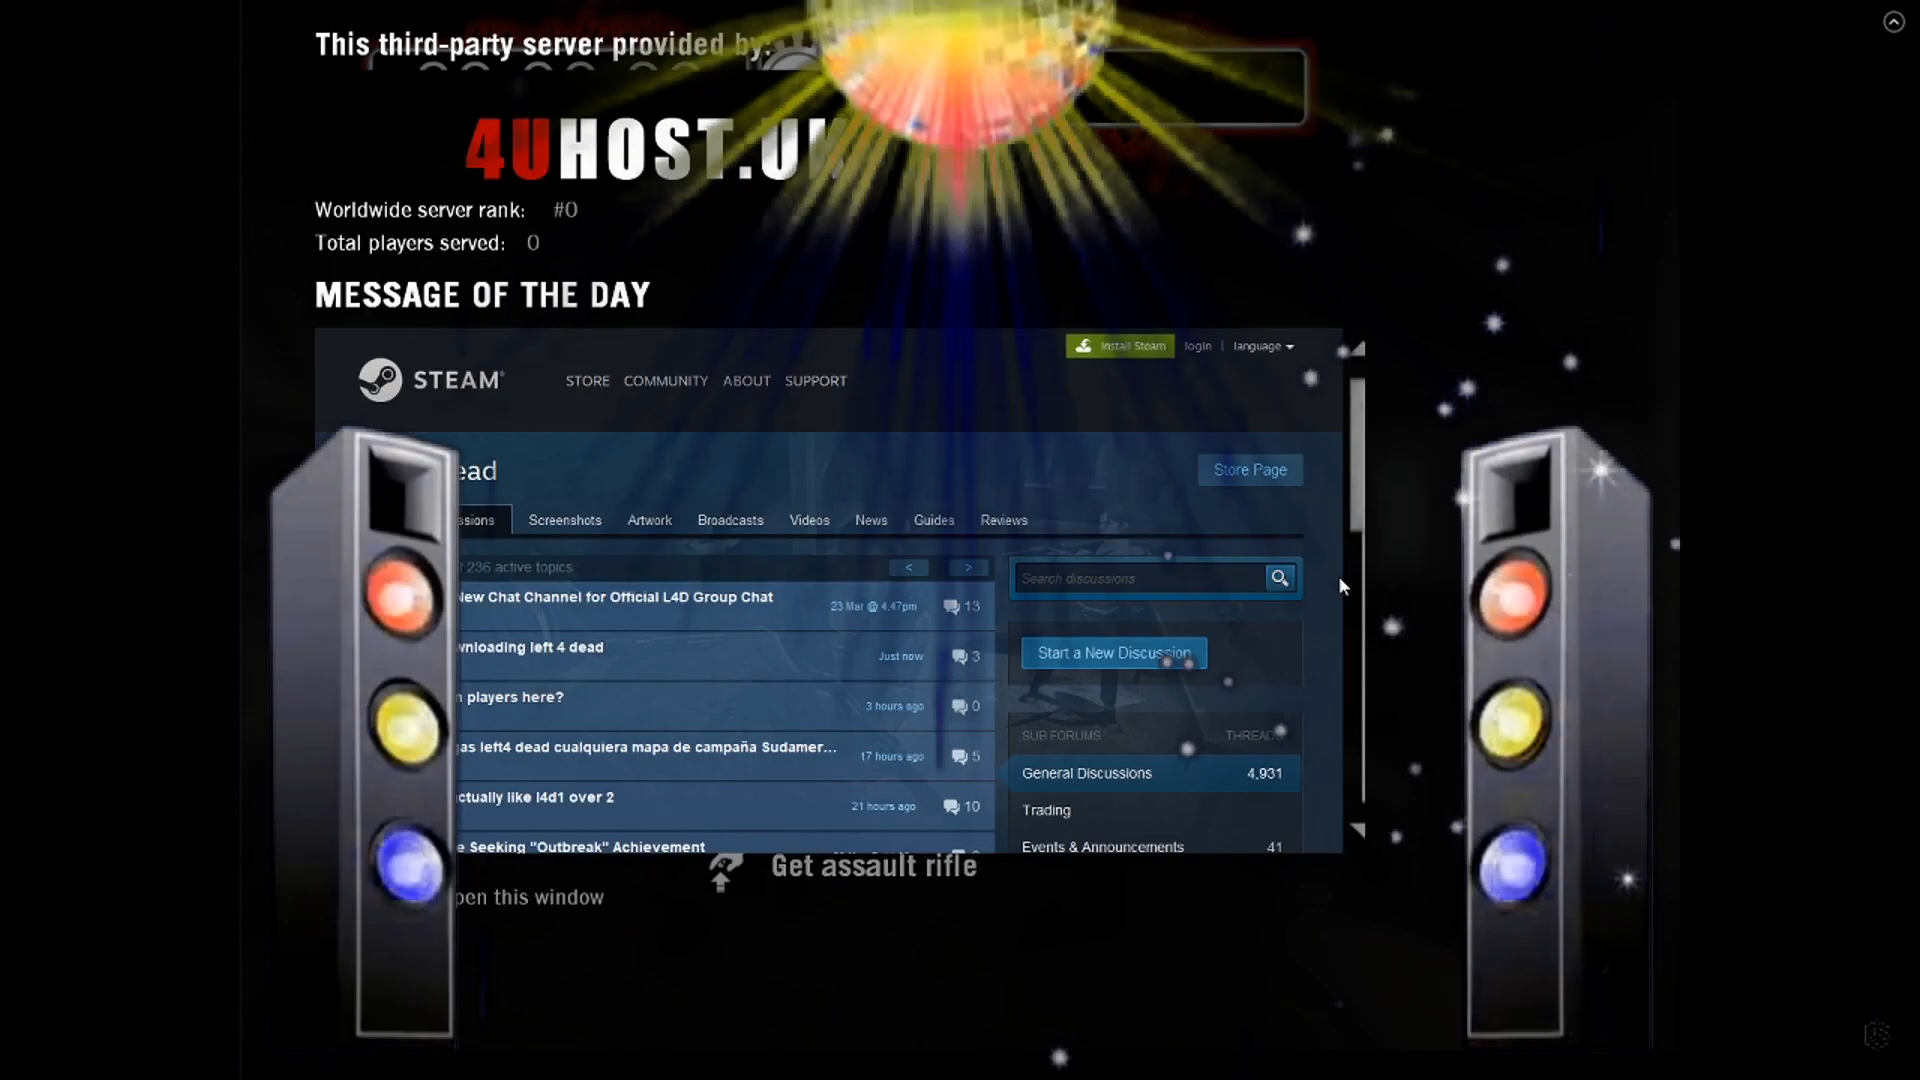 This third-party server provided by:
4UHOST.UK
Worldwide server rank: #0
Total players served: 0
MESSAGE OF THE DAY
Install Steam login | language
STEAM® STORE COMMUNITY ABOUT SUPPORT
ead
Store Page
ssions Screenshots Artwork Broadcasts Videos News Guides Reviews
236 active topics < >
Search discussions
New Chat Channel for Official L4D Group Chat 23 Mar @ 4:47pm 13
wnloading left 4 dead Just now 3
Start a New Discussion
players here? 3 hours ago 0
SUB FORUMS THREADS
gas left4 dead cualquiera mapa de campaña Sudamer... 17 hours ago 5
General Discussions 4,931
ctually like l4d1 over 2 21 hours ago 10
Trading
e Seeking "Outbreak" Achievement
Events & Announcements 41
Get assault rifle
pen this window